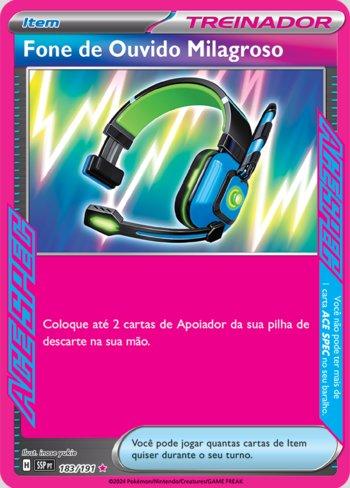 Item
TREINADOR
Fone de Ouvido Milagroso
ACE SPEC
ACE SPEC
Você não pode ter mais de
1 carta ACE SPEC no seu baralho.
Coloque até 2 cartas de Apoiador da sua pilha de
descarte na sua mão.
Illust. inose yukie
H SSP PT 183/191
Você pode jogar quantas cartas de Item
quiser durante o seu turno.
©2024 Pokémon/Nintendo/Creatures/GAME FREAK